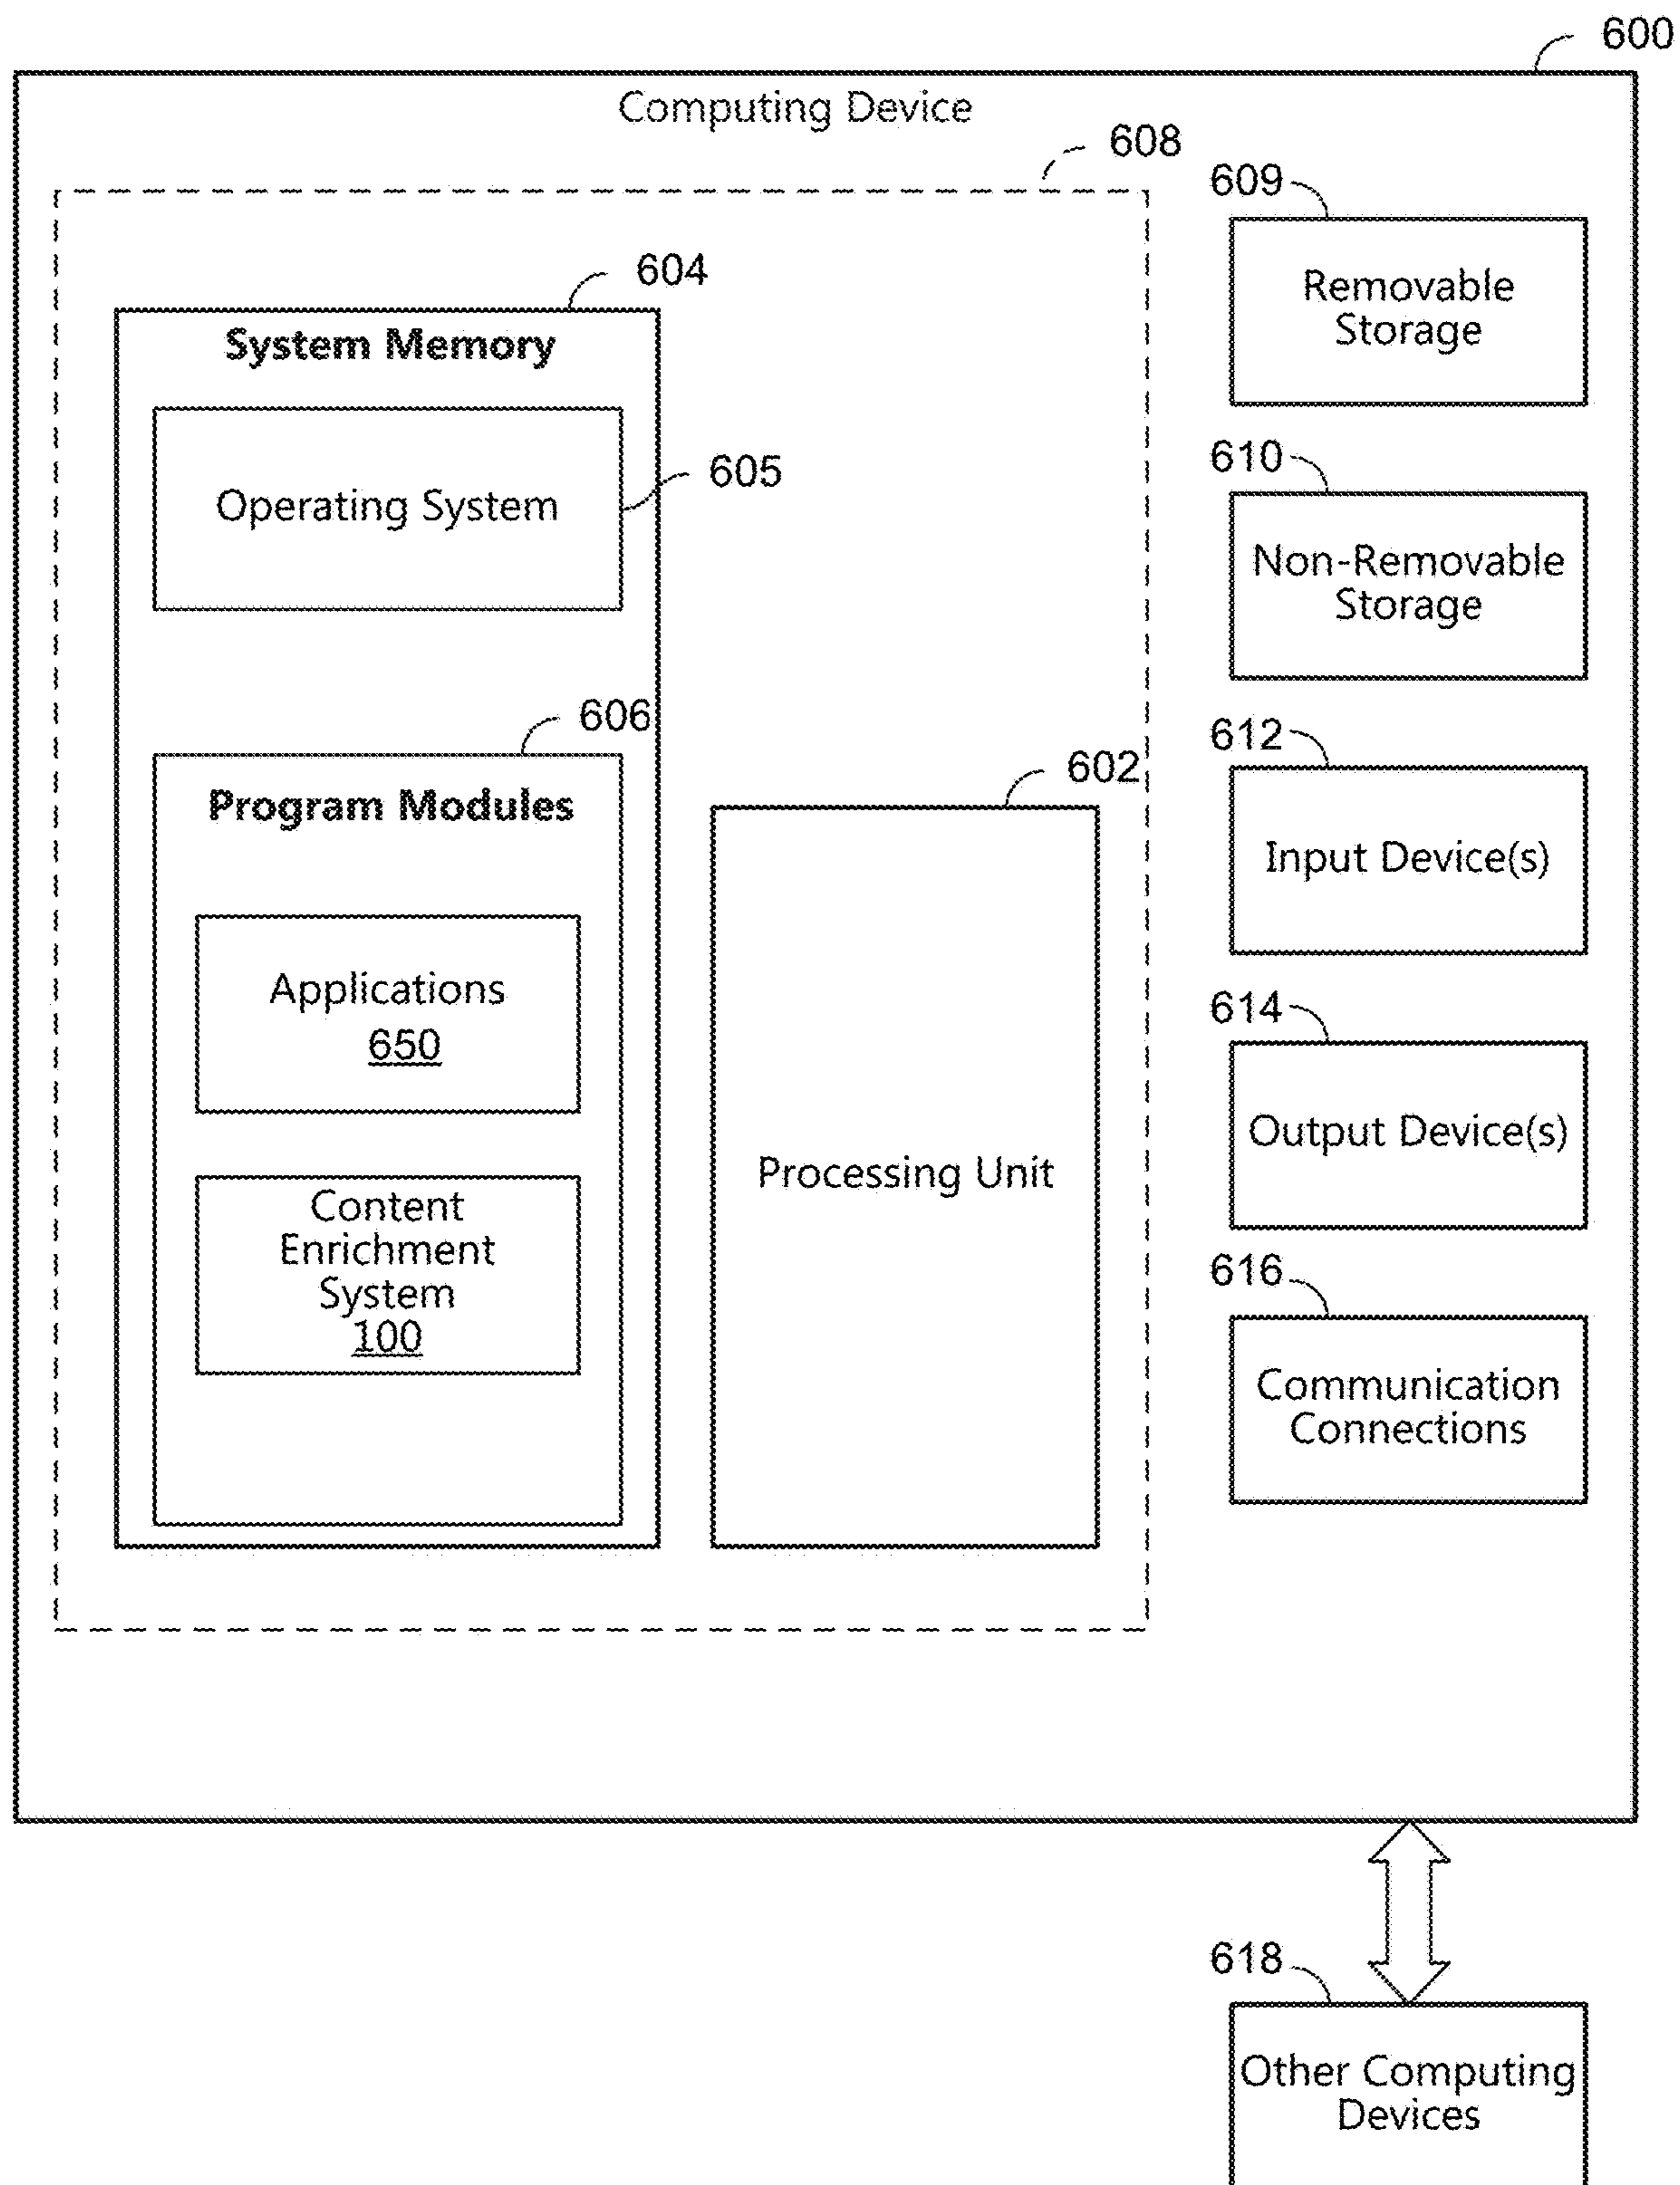 600
Computing Device
608
604
System Memory
Operating System
605
606
Program Modules
Applications
650
Content
Enrichment
System
100
602
Processing Unit
609
Removable
Storage
610
Non-Removable
Storage
612
Input Device(s)
614
Output Device(s)
616
Communication
Connections
618
Other Computing
Devices